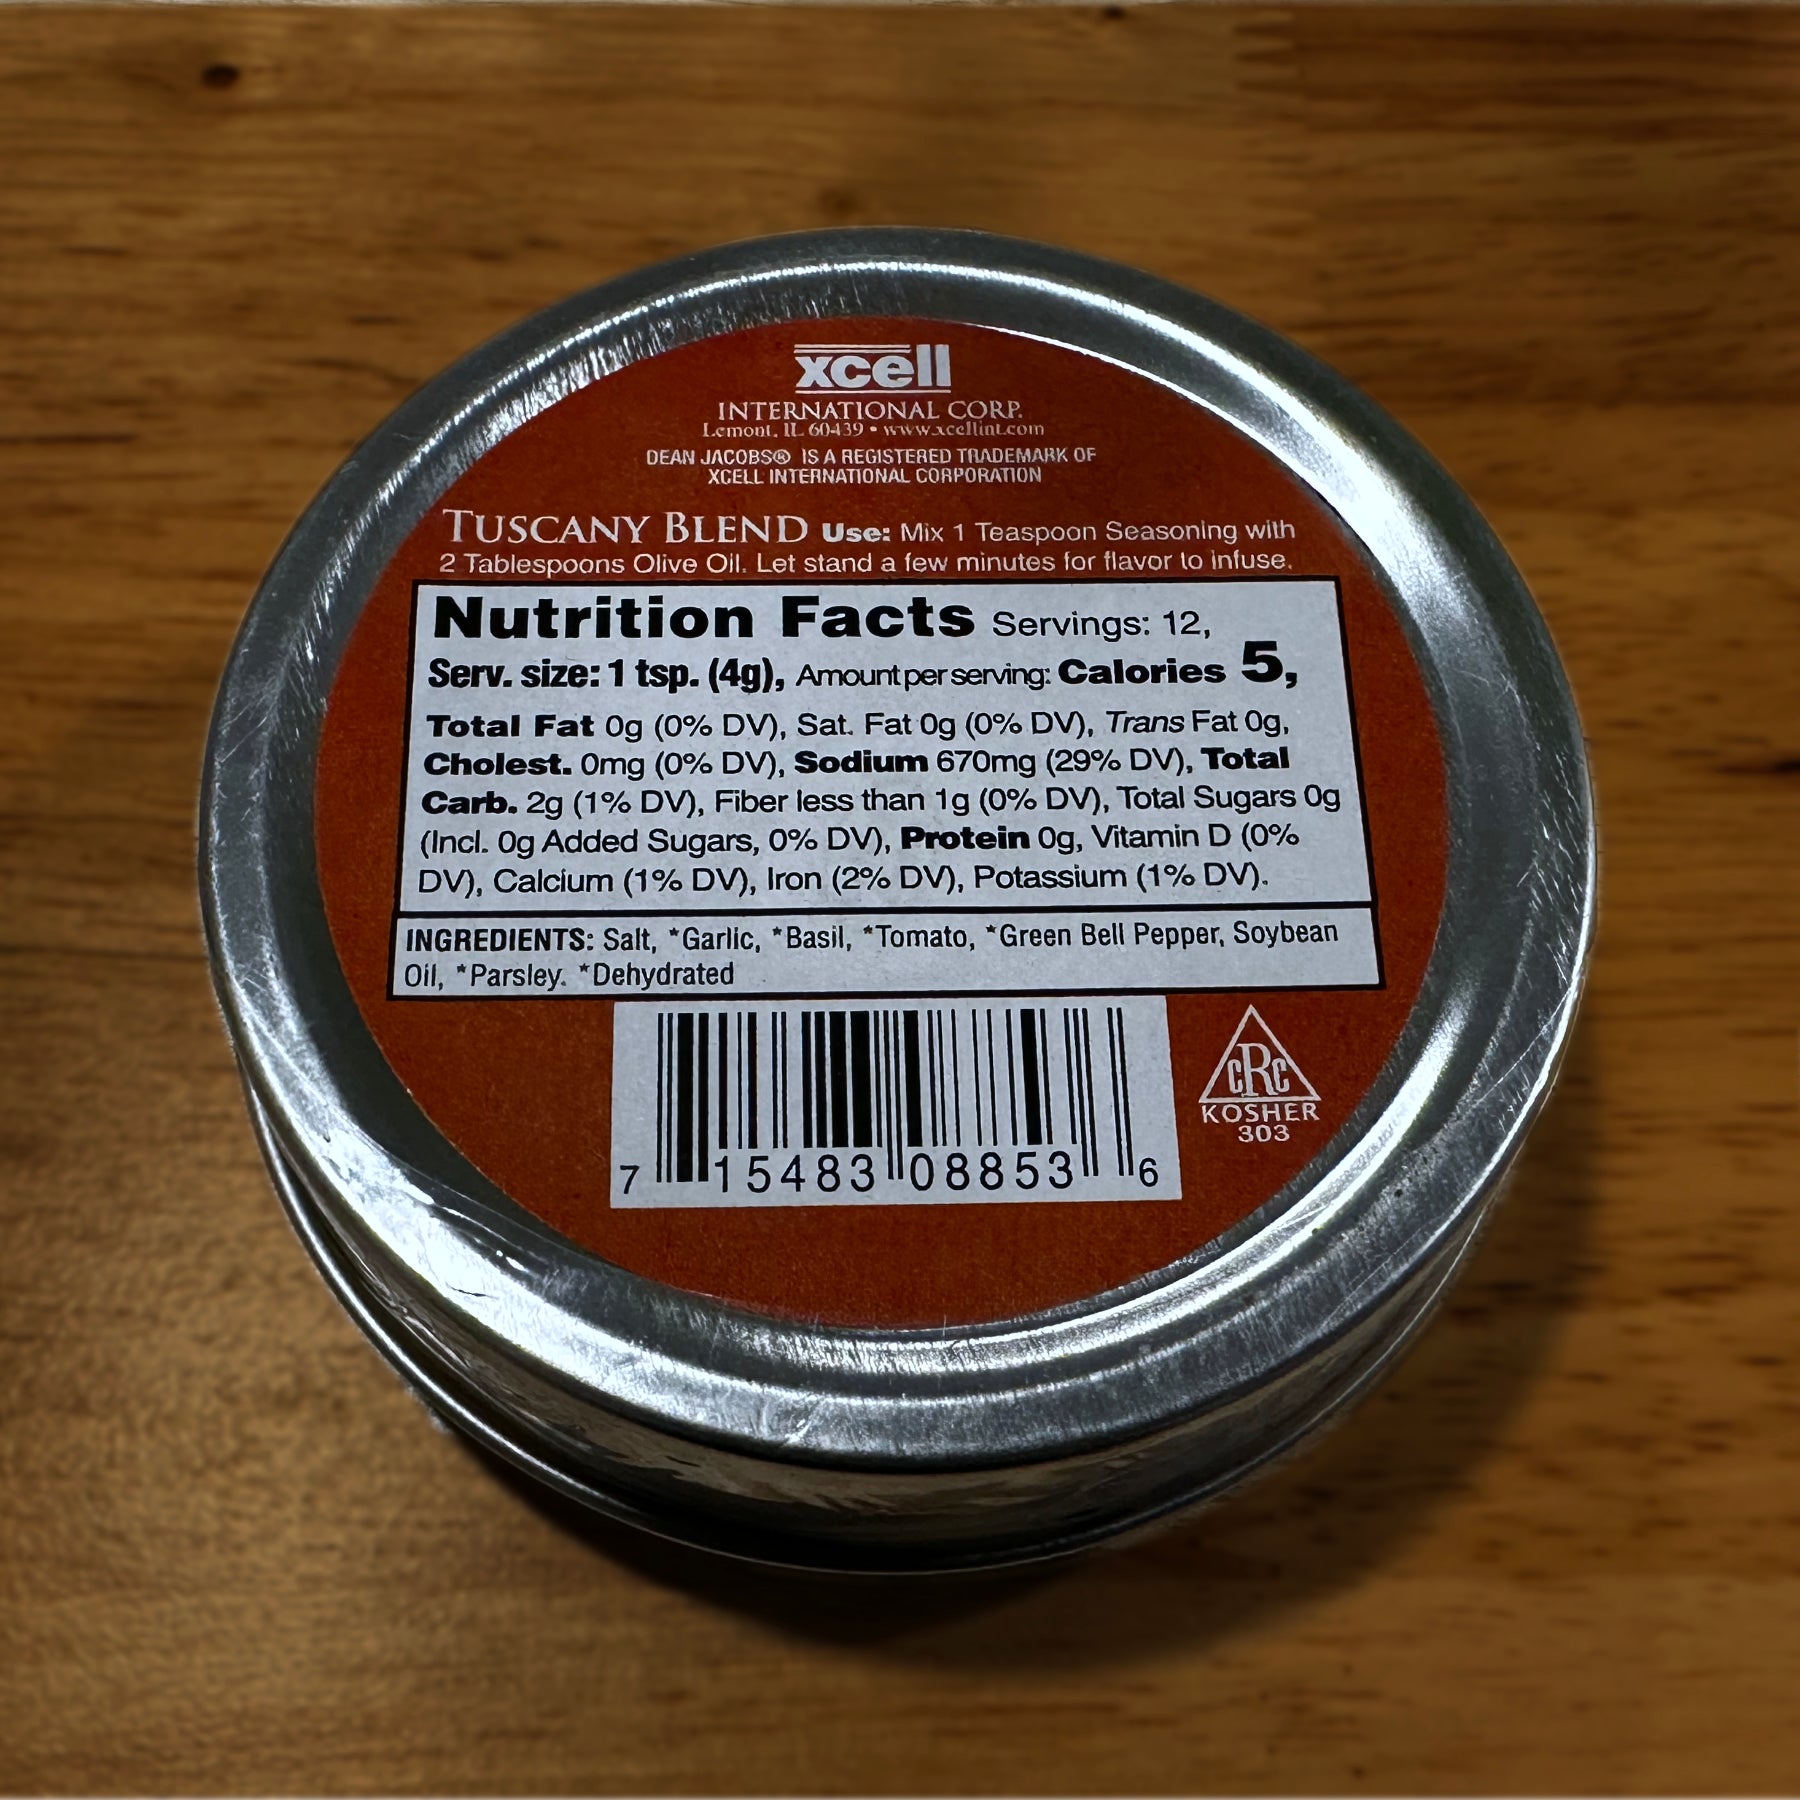 xcell
INTERNATIONAL CORP.
Lemont, IL 60439 • www.xcellint.com
DEAN JACOBS® IS A REGISTERED TRADEMARK OF
XCELL INTERNATIONAL CORPORATION
TUSCANY BLEND Use: Mix 1 Teaspoon Seasoning with
2 Tablespoons Olive Oil. Let stand a few minutes for flavor to infuse.
Nutrition Facts Servings: 12,
Serv. size: 1 tsp. (4g), Amount per serving: Calories 5,
Total Fat 0g (0% DV), Sat. Fat 0g (0% DV), Trans Fat 0g,
Cholest. 0mg (0% DV), Sodium 670mg (29% DV), Total
Carb. 2g (1% DV), Fiber less than 1g (0% DV), Total Sugars 0g
(Incl. 0g Added Sugars, 0% DV), Protein 0g, Vitamin D (0%
DV), Calcium (1% DV), Iron (2% DV), Potassium (1% DV).
INGREDIENTS: Salt, *Garlic, *Basil, *Tomato, *Green Bell Pepper, Soybean
Oil, *Parsley. *Dehydrated
cRc
KOSHER
303
7 15483 08853 6